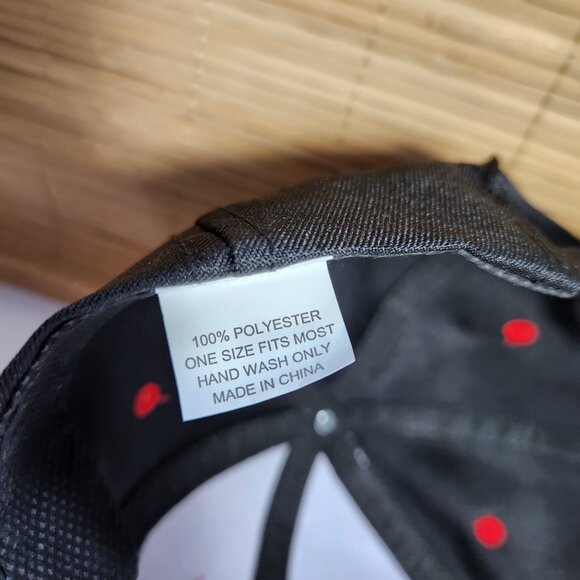 100% POLYESTER
ONE SIZE FITS MOST
HAND WASH ONLY
MADE IN CHINA